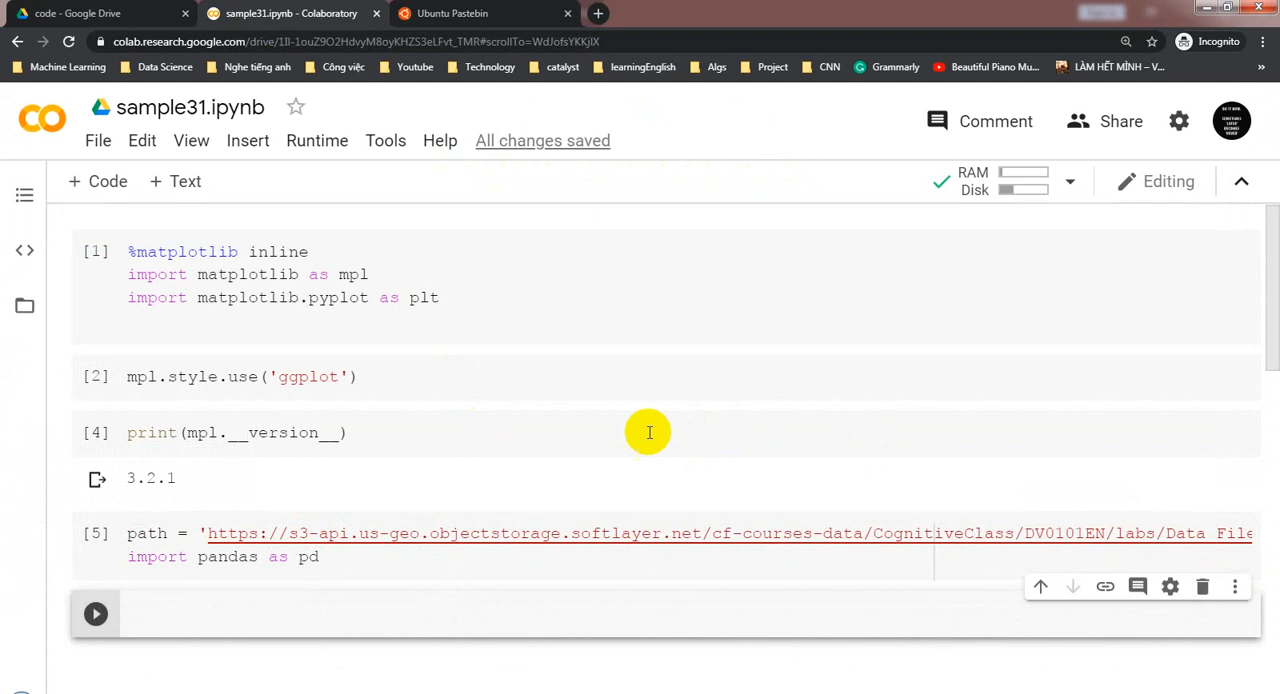 code - Google Drive
sample31.ipynb - Colaboratory
Ubuntu Pastebin
colab.research.google.com/drive/1Il-1ouZ9O2HdvyM8oyKHZS3eLFvt_TMR#scrollTo=WdJofsYKKjlX
Incognito
Machine Learning
Data Science
Nghe tiếng anh
Công việc
Youtube
Technology
catalyst
learningEnglish
Algs
Project
CNN
Grammarly
Beautiful Piano Mu...
LÀM HẾT MÌNH – V...
»
sample31.ipynb
Comment
Share
File Edit View Insert Runtime Tools Help All changes saved
+ Code + Text
RAM
Disk
Editing
[1] %matplotlib inline
import matplotlib as mpl
import matplotlib.pyplot as plt
[2] mpl.style.use('ggplot')
[4] print(mpl.__version__)
3.2.1
[5] path = 'https://s3-api.us-geo.objectstorage.softlayer.net/cf-courses-data/CognitiveClass/DV0101EN/labs/Data_File
import pandas as pd